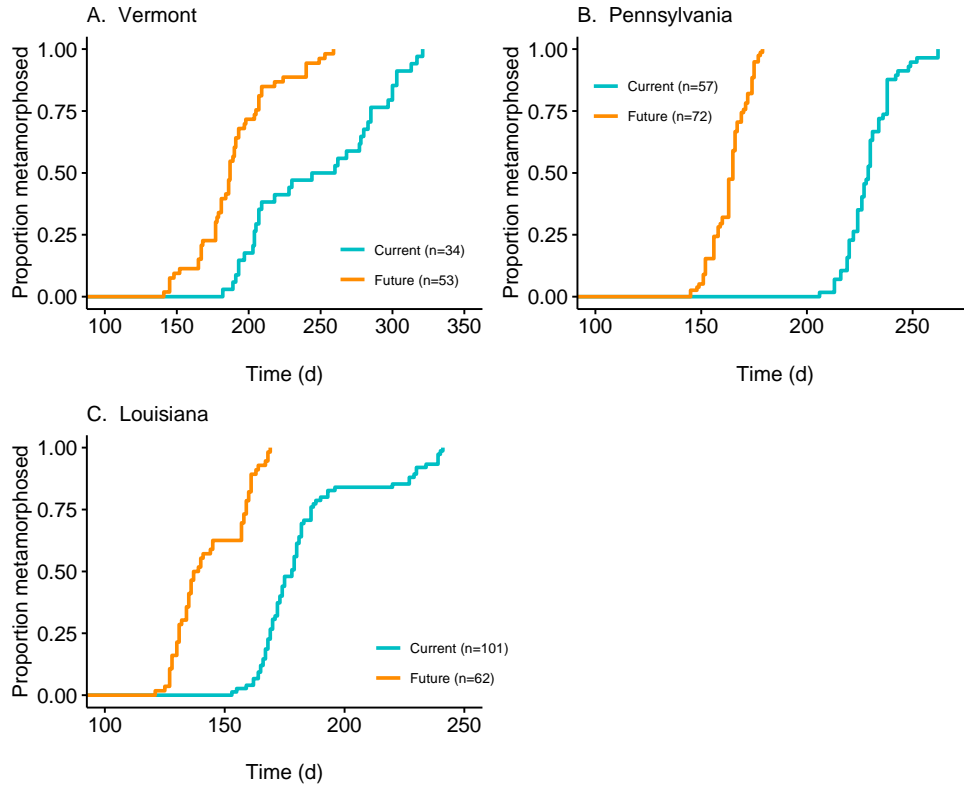 A. Vermont
Proportion metamorphosed
1.00
0.75
0.50
0.25
0.00
Current (n=34)
Future (n=53)
100 150 200 250 300 350
Time (d)
B. Pennsylvania
Proportion metamorphosed
1.00
0.75
0.50
0.25
0.00
Current (n=57)
Future (n=72)
100 150 200 250
Time (d)
C. Louisiana
Proportion metamorphosed
1.00
0.75
0.50
0.25
0.00
Current (n=101)
Future (n=62)
100 150 200 250
Time (d)